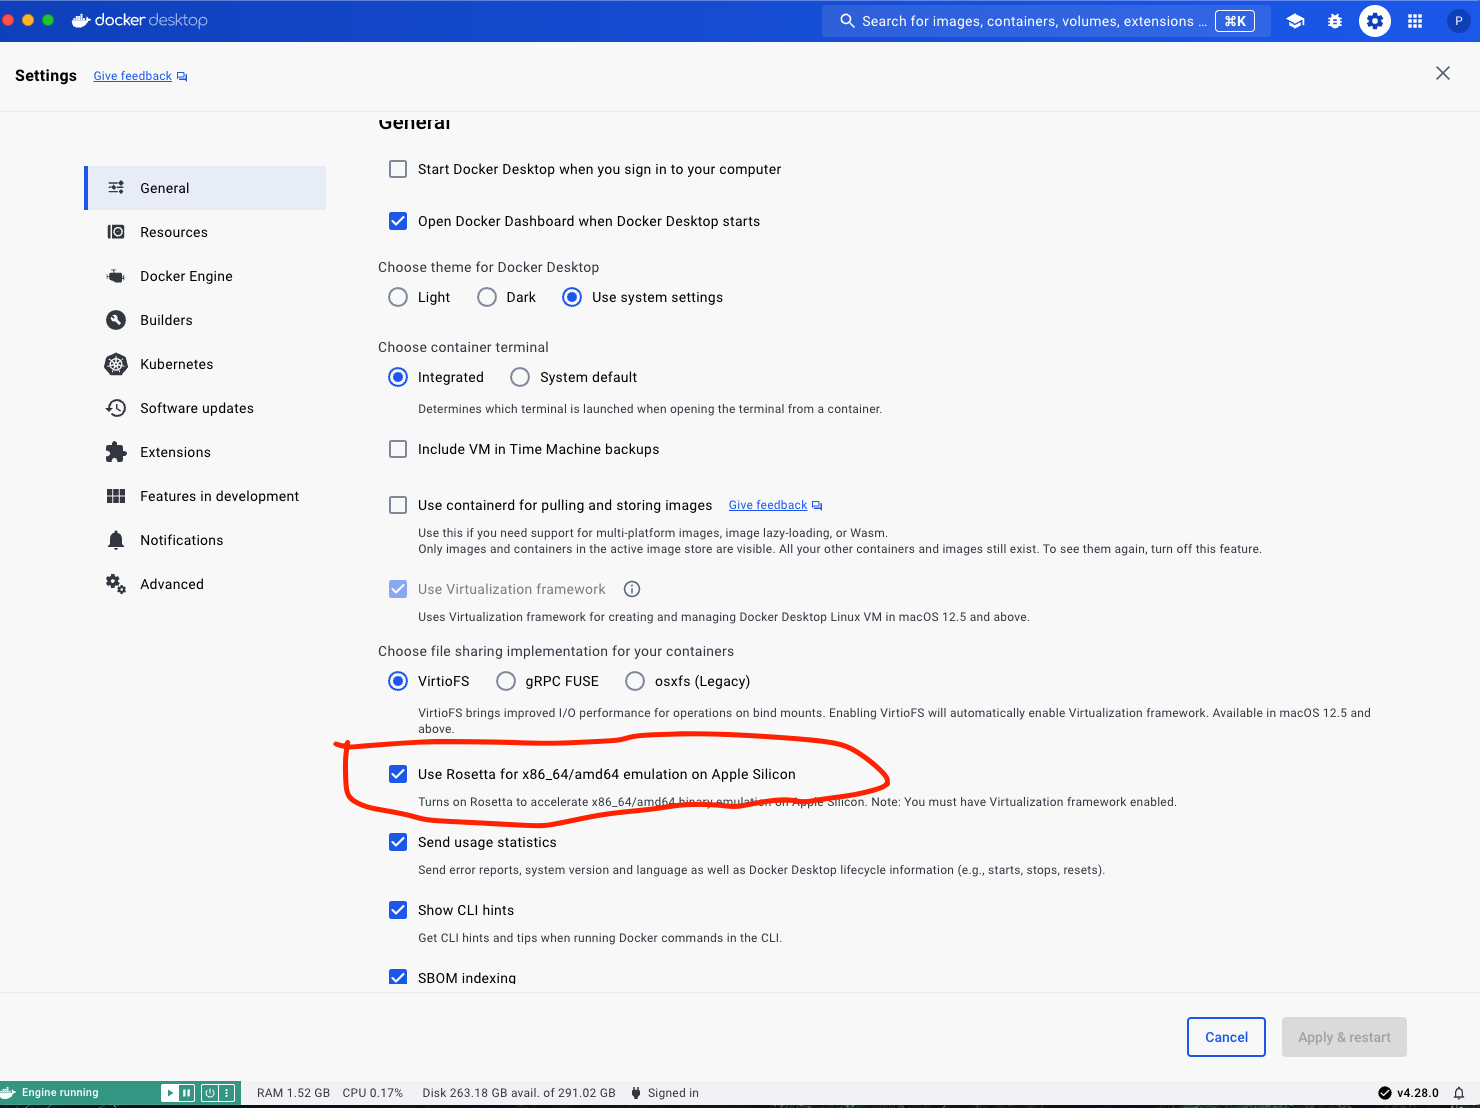 docker desktop
Search for images, containers, volumes, extensions ...
⌘K
P
Settings
Give feedback
General
General
Resources
Docker Engine
Builders
Kubernetes
Software updates
Extensions
Features in development
Notifications
Advanced
Start Docker Desktop when you sign in to your computer
Open Docker Dashboard when Docker Desktop starts
Choose theme for Docker Desktop
Light Dark Use system settings
Choose container terminal
Integrated System default
Determines which terminal is launched when opening the terminal from a container.
Include VM in Time Machine backups
Use containerd for pulling and storing images Give feedback
Use this if you need support for multi-platform images, image lazy-loading, or Wasm.
Only images and containers in the active image store are visible. All your other containers and images still exist. To see them again, turn off this feature.
Use Virtualization framework
Uses Virtualization framework for creating and managing Docker Desktop Linux VM in macOS 12.5 and above.
Choose file sharing implementation for your containers
VirtioFS gRPC FUSE osxfs (Legacy)
VirtioFS brings improved I/O performance for operations on bind mounts. Enabling VirtioFS will automatically enable Virtualization framework. Available in macOS 12.5 and
above.
Use Rosetta for x86_64/amd64 emulation on Apple Silicon
Turns on Rosetta to accelerate x86_64/amd64 binary emulation on Apple Silicon. Note: You must have Virtualization framework enabled.
Send usage statistics
Send error reports, system version and language as well as Docker Desktop lifecycle information (e.g., starts, stops, resets).
Show CLI hints
Get CLI hints and tips when running Docker commands in the CLI.
SBOM indexing
Cancel
Apply & restart
Engine running
RAM 1.52 GB CPU 0.17% Disk 263.18 GB avail. of 291.02 GB Signed in
v4.28.0